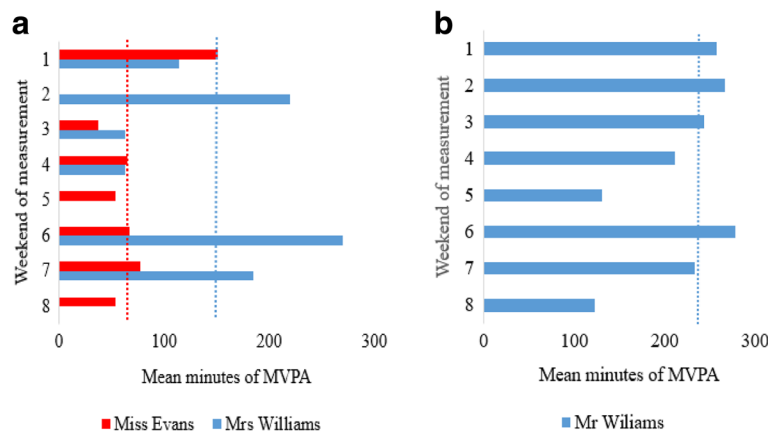 a
Weekend of measurement
1
2
3
4
5
6
7
8
0 100 200 300
Mean minutes of MVPA
Miss Evans Mrs Williams
b
Weekend of measurement
1
2
3
4
5
6
7
8
0 100 200 300
Mean minutes of MVPA
Mr Wiliams